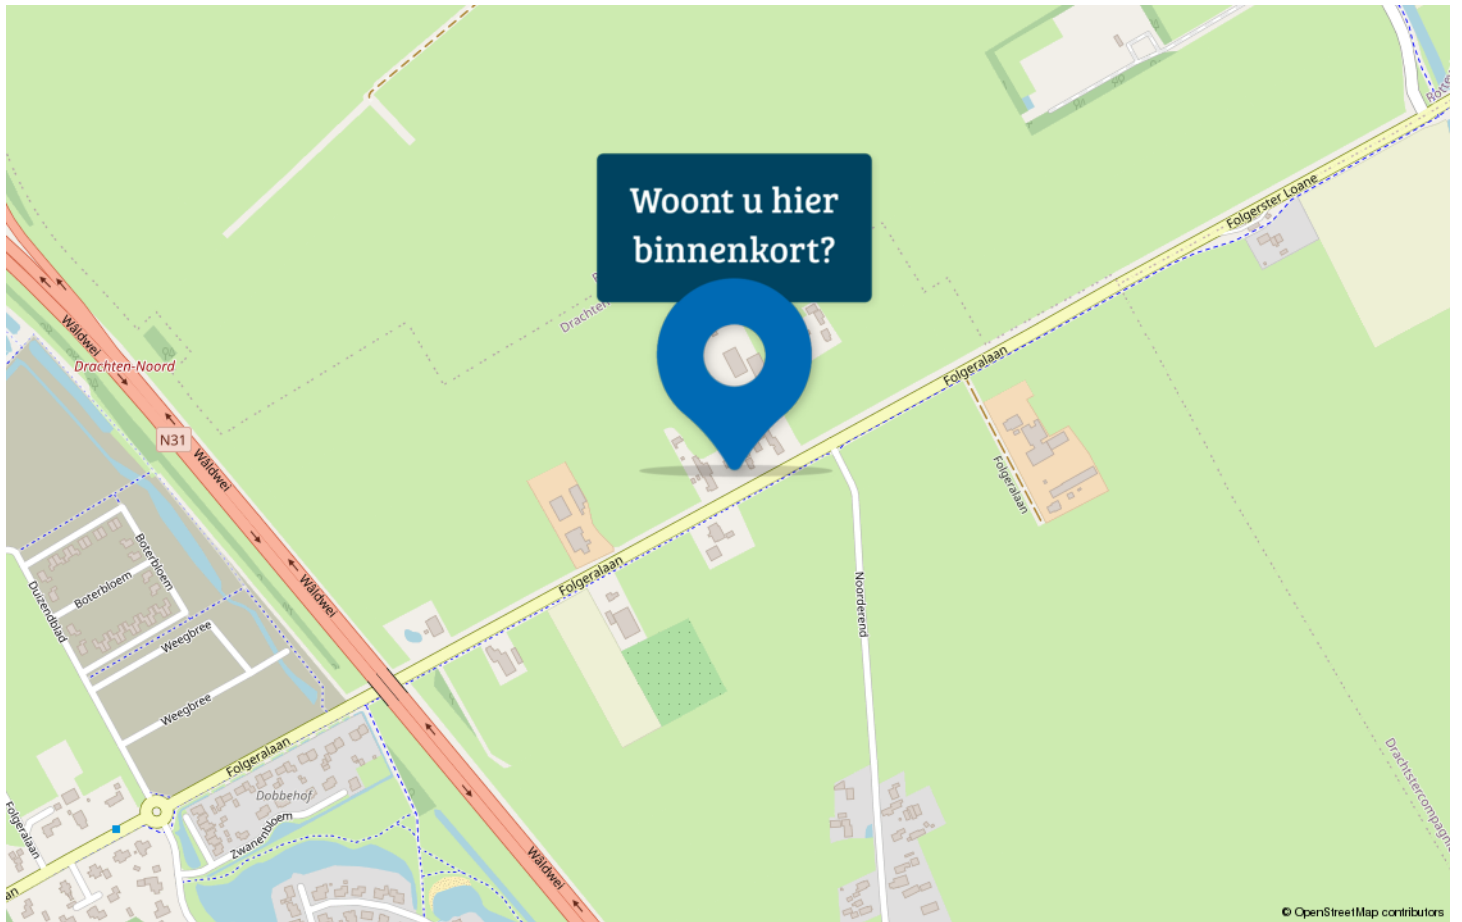 Folgerster Loane
Woont u hier
binnenkort?
Drachten
Wâldwei
Drachten-Noord
N31
Wâldwei
Folgeralaan
Folgeralaan
Boterbloem
Boterbloem
Duizendblad
Weegbree
Weegbree
Wâldwei
Folgeralaan
Noorderend
Folgeralaan
Dobbehof
Zwanenbloem
Folgeralaan
Wâldwei
© OpenStreetMap contributors